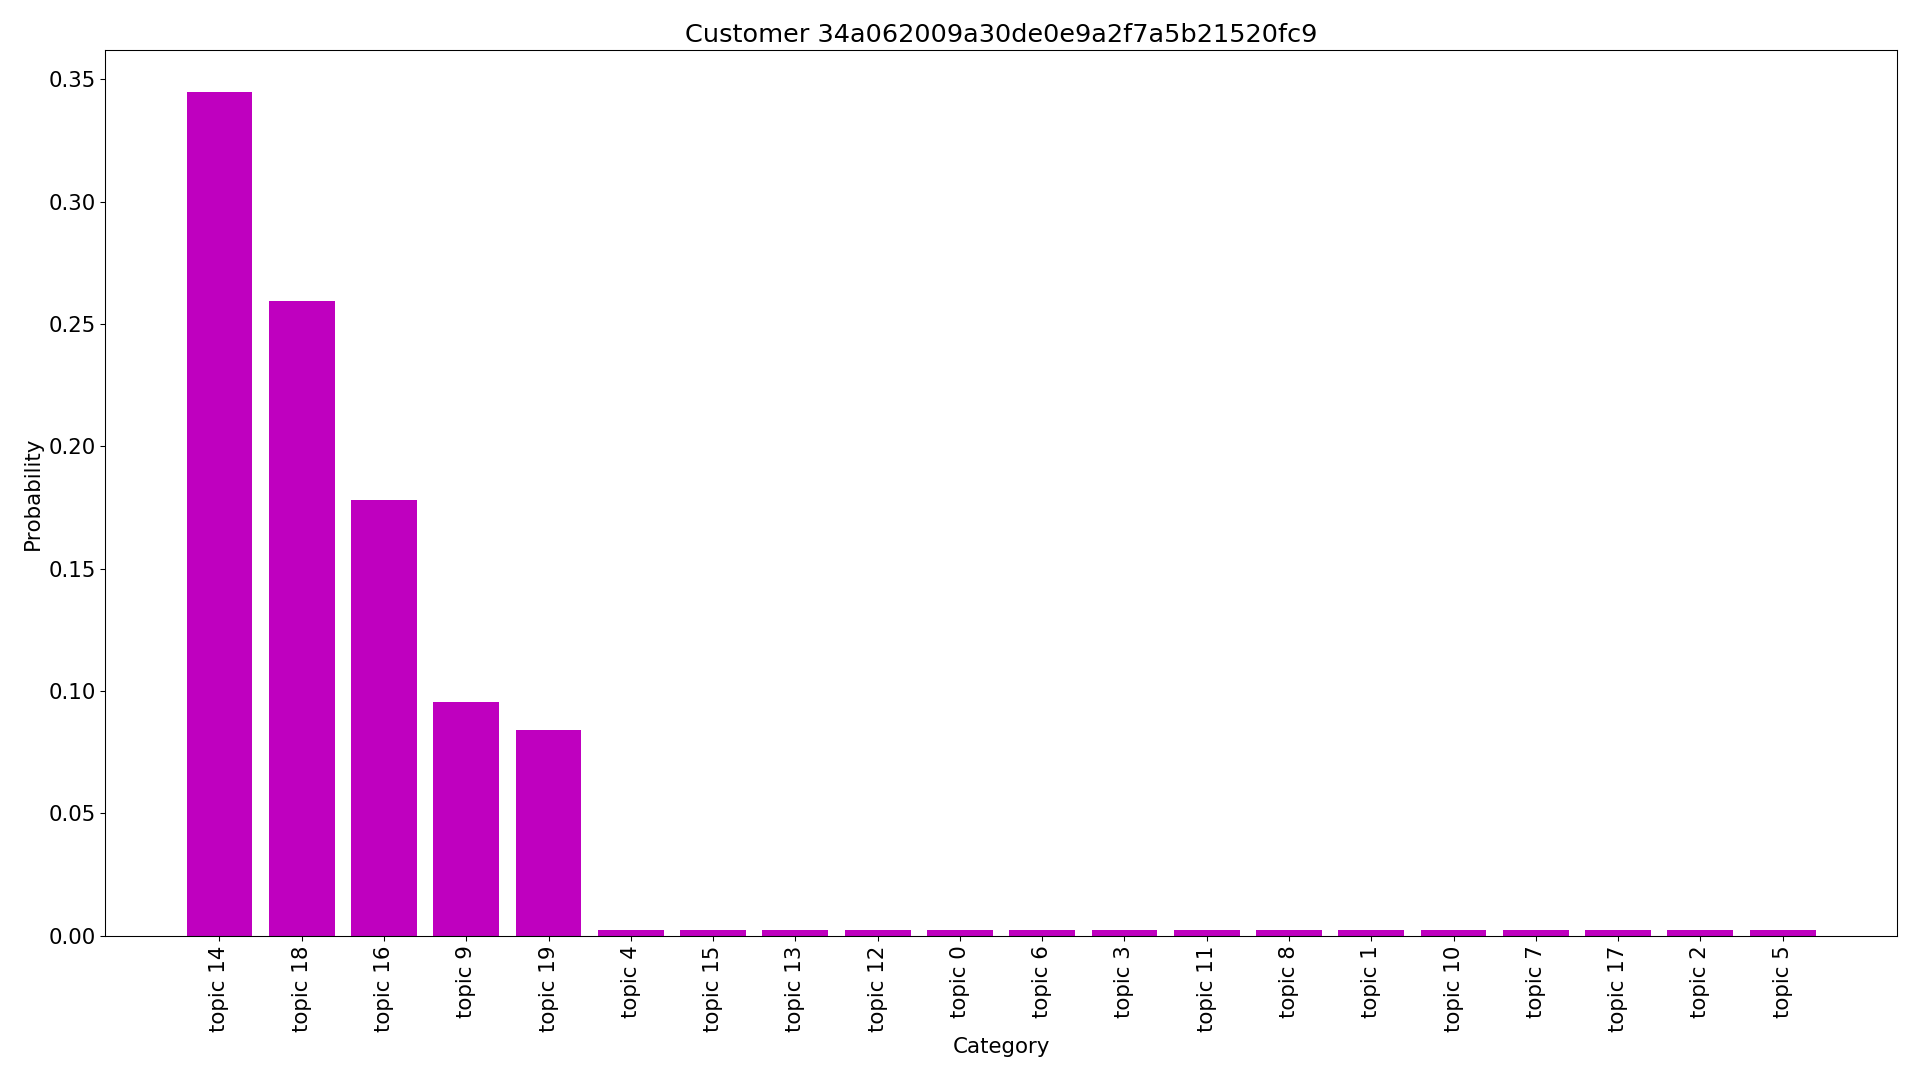 Customer 34a062009a30de0e9a2f7a5b21520fc9
Probability
0.35
0.30
0.25
0.20
0.15
0.10
0.05
0.00
topic 14
topic 18
topic 16
topic 9
topic 19
topic 4
topic 15
topic 13
topic 12
topic 0
topic 6
topic 3
topic 11
topic 8
topic 1
topic 10
topic 7
topic 17
topic 2
topic 5
Category